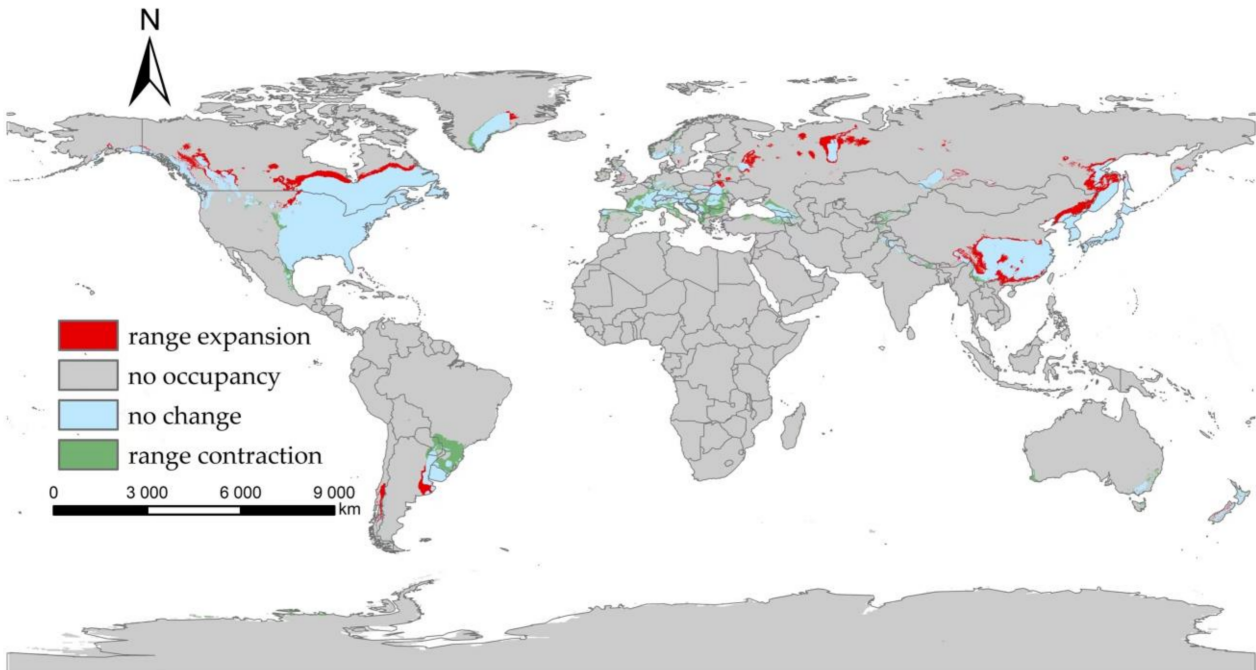 N
range expansion
no occupancy
no change
range contraction
0 3 000 6 000 9 000
km